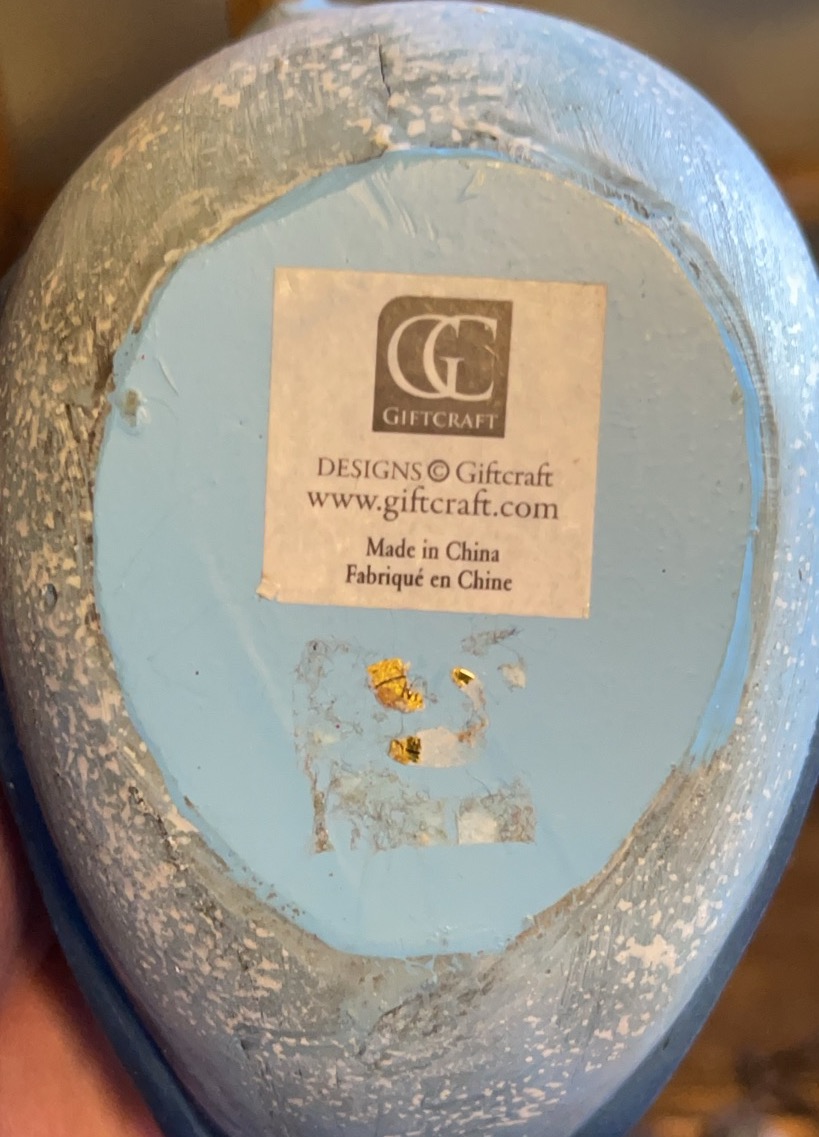 GC
GIFTCRAFT
DESIGNS © Giftcraft
www.giftcraft.com
Made in China
Fabriqué en Chine